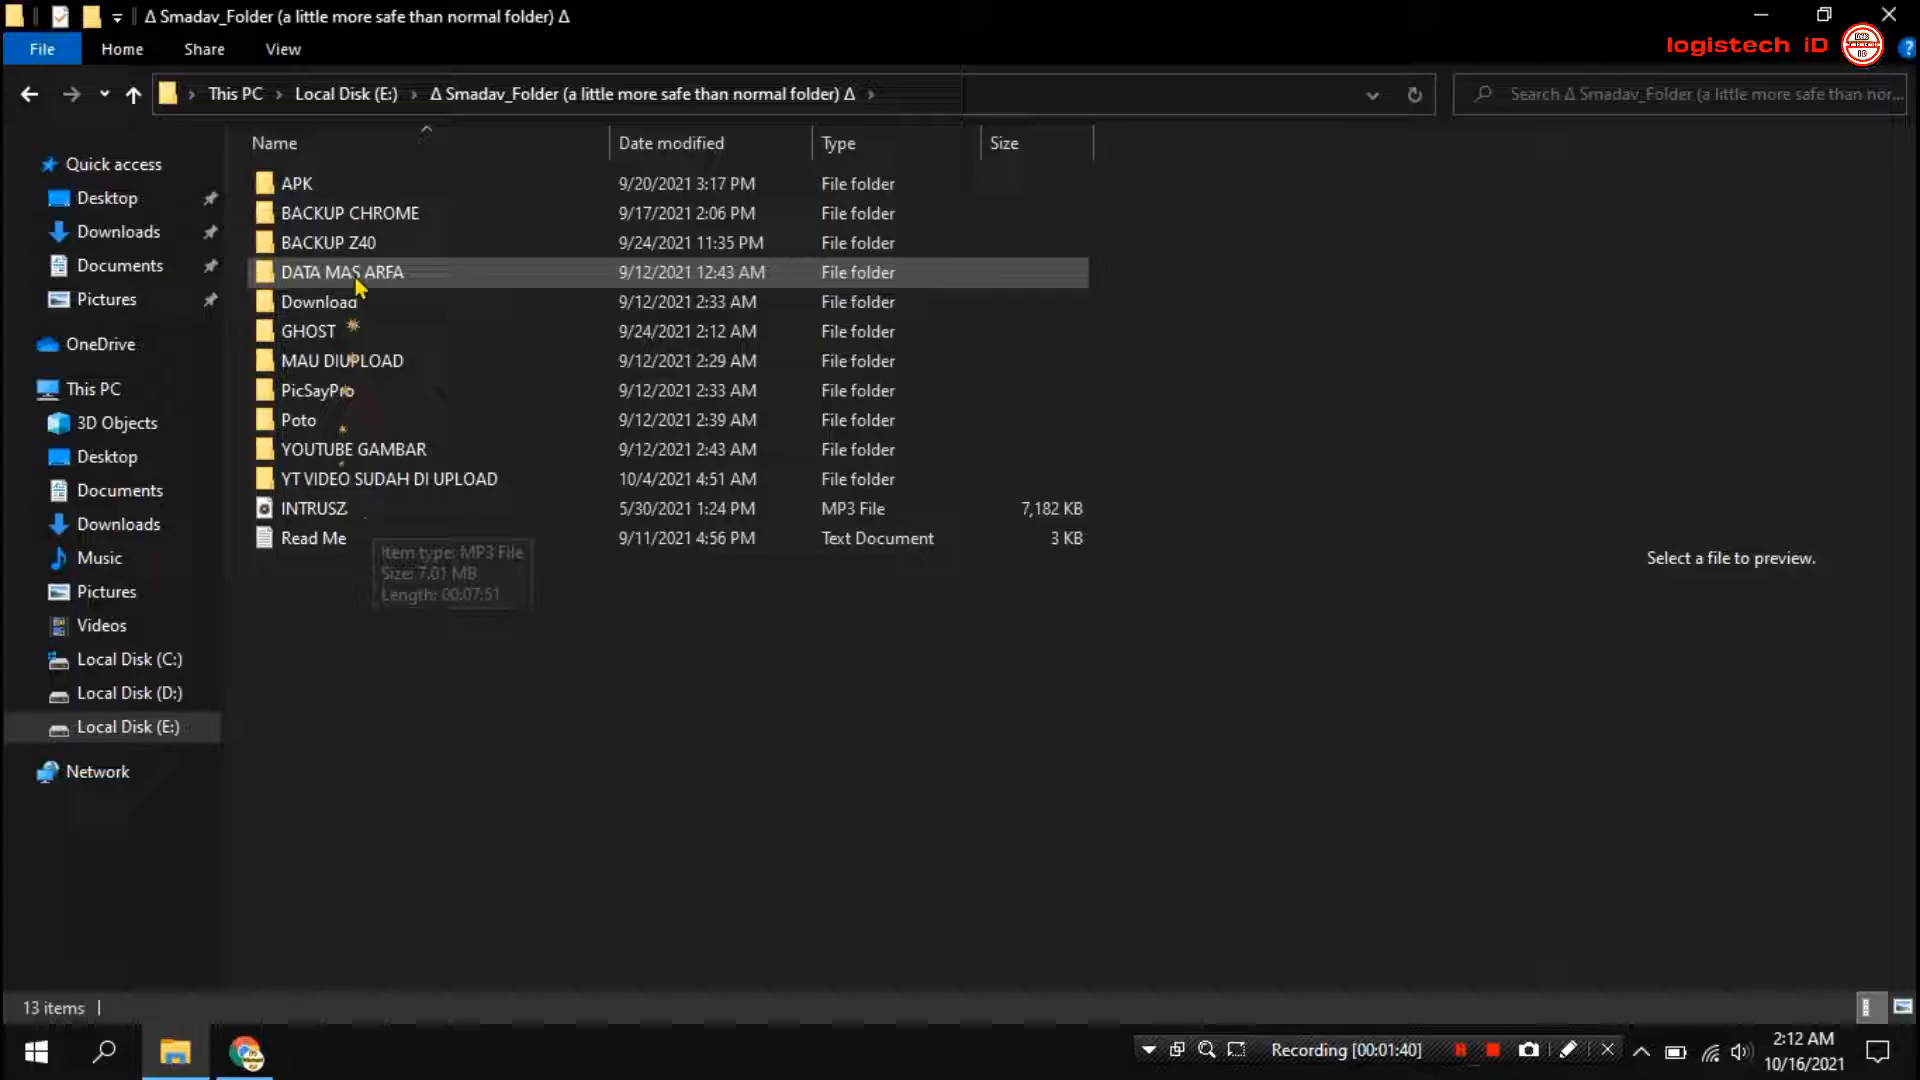 Δ Smadav_Folder (a little more safe than normal folder) Δ
File Home Share View
logistech iD
This PC Local Disk (E:) Δ Smadav_Folder (a little more safe than normal folder) Δ
Search Δ Smadav_Folder (a little more safe than nor...
Name Date modified Type Size
Quick access
Desktop
Downloads
Documents
Pictures
OneDrive
This PC
3D Objects
Desktop
Documents
Downloads
Music
Pictures
Videos
Local Disk (C:)
Local Disk (D:)
Local Disk (E:)
Network
APK 9/20/2021 3:17 PM File folder
BACKUP CHROME 9/17/2021 2:06 PM File folder
BACKUP Z40 9/24/2021 11:35 PM File folder
DATA MAS ARFA 9/12/2021 12:43 AM File folder
Download 9/12/2021 2:33 AM File folder
GHOST 9/24/2021 2:12 AM File folder
MAU DIUPLOAD 9/12/2021 2:29 AM File folder
PicSayPro 9/12/2021 2:33 AM File folder
Poto 9/12/2021 2:39 AM File folder
YOUTUBE GAMBAR 9/12/2021 2:43 AM File folder
YT VIDEO SUDAH DI UPLOAD 10/4/2021 4:51 AM File folder
INTRUSZ 5/30/2021 1:24 PM MP3 File 7,182 KB
Read Me 9/11/2021 4:56 PM Text Document 3 KB
Item type: MP3 File
Size: 7.01 MB
Length: 00:07:51
Select a file to preview.
13 items
Recording [00:01:40]
2:12 AM
10/16/2021